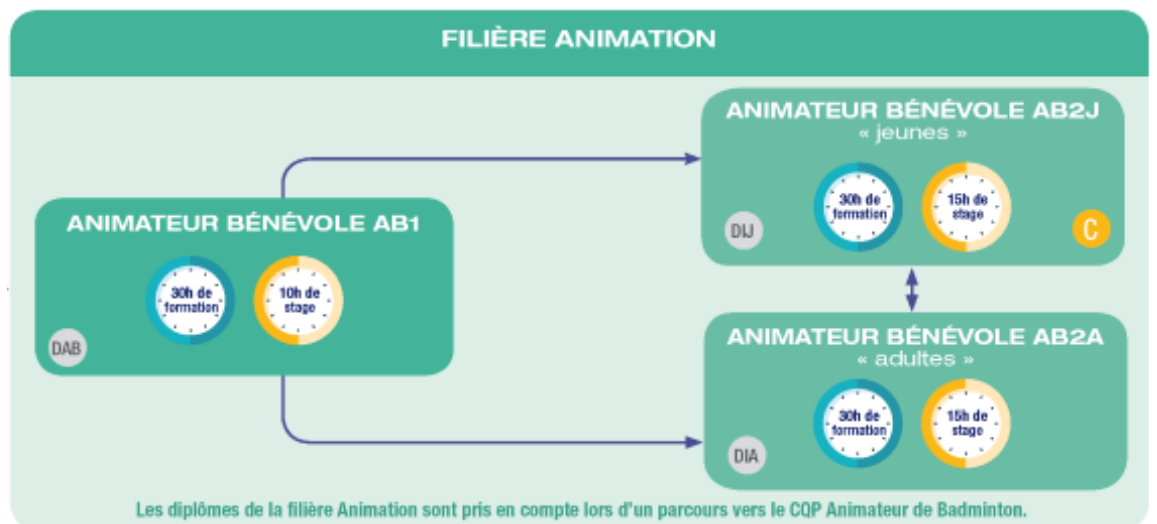 FILIÈRE ANIMATION
ANIMATEUR BÉNÉVOLE AB1
30h de
formation
10h de
stage
DAB
ANIMATEUR BÉNÉVOLE AB2J
« jeunes »
30h de
formation
15h de
stage
DIJ
C
ANIMATEUR BÉNÉVOLE AB2A
« adultes »
30h de
formation
15h de
stage
DIA
Les diplômes de la filière Animation sont pris en compte lors d'un parcours vers le CQP Animateur de Badminton.